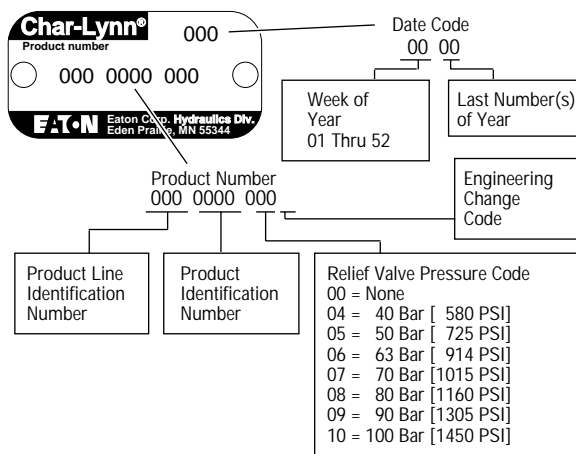 Char-Lynn®
000
Product number
000 0000 000
EATON Eaton Corp. Hydraulics Div.
Eden Prairie, MN 55344
Date Code
00 00
Week of
Year
01 Thru 52
Last Number(s)
of Year
Product Number
000 0000 000
Engineering
Change
Code
Product Line
Identification
Number
Product
Identification
Number
Relief Valve Pressure Code
00 = None
04 = 40 Bar [ 580 PSI]
05 = 50 Bar [ 725 PSI]
06 = 63 Bar [ 914 PSI]
07 = 70 Bar [1015 PSI]
08 = 80 Bar [1160 PSI]
09 = 90 Bar [1305 PSI]
10 = 100 Bar [1450 PSI]